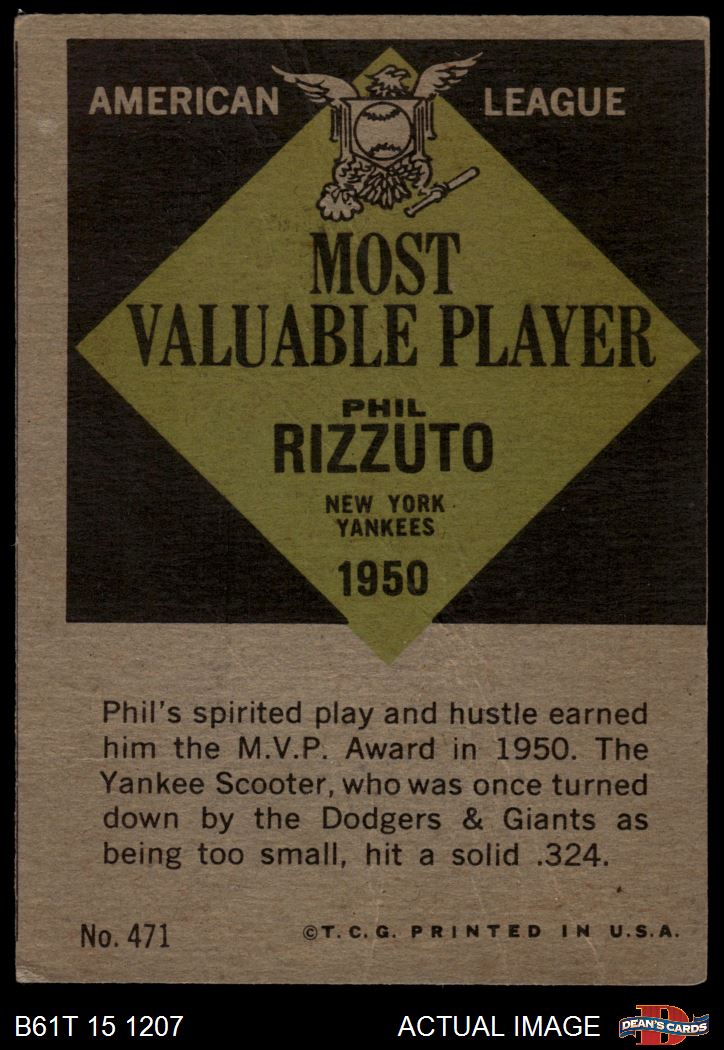 AMERICAN LEAGUE
MOST
VALUABLE PLAYER
PHIL
RIZZUTO
NEW YORK
YANKEES
1950
Phil's spirited play and hustle earned
him the M.V.P. Award in 1950. The
Yankee Scooter, who was once turned
down by the Dodgers & Giants as
being too small, hit a solid .324.
No. 471 ©T.C.G. PRINTED IN U.S.A.
B61T 15 1207 ACTUAL IMAGE D DEAN'S CARDS